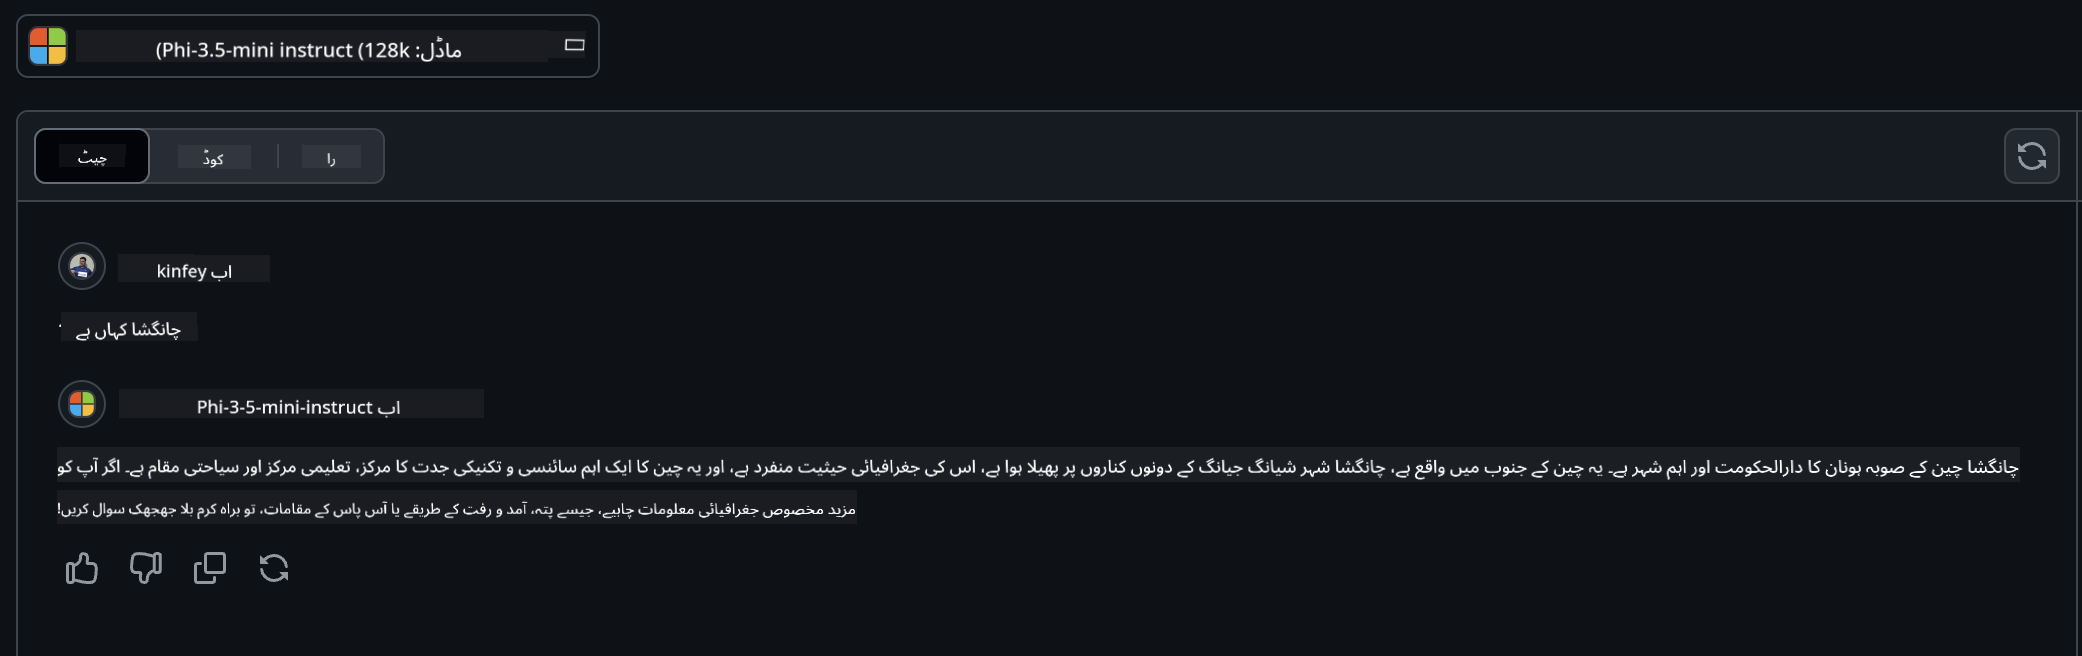 ماڈل: Phi-3.5-mini instruct (128k)
چیٹ
کوڈ
را
kinfey اب
چانگشا کہاں ہے
Phi-3-5-mini-instruct اب
چانگشا چین کے صوبہ ہونان کا دارالحکومت اور اہم شہر ہے۔ یہ چین کے جنوب میں واقع ہے، چانگشا شہر شیانگ جیانگ کے دونوں کناروں پر پھیلا ہوا ہے، اس کی جغرافیائی حیثیت منفرد ہے، اور یہ چین کا ایک اہم سائنسی و تکنیکی جدت کا مرکز، تعلیمی مرکز اور سیاحتی مقام ہے۔ اگر آپ کو
مزید مخصوص جغرافیائی معلومات چاہیے، جیسے پتہ، آمد و رفت کے طریقے یا آس پاس کے مقامات، تو براہ کرم بلا جھجھک سوال کریں!